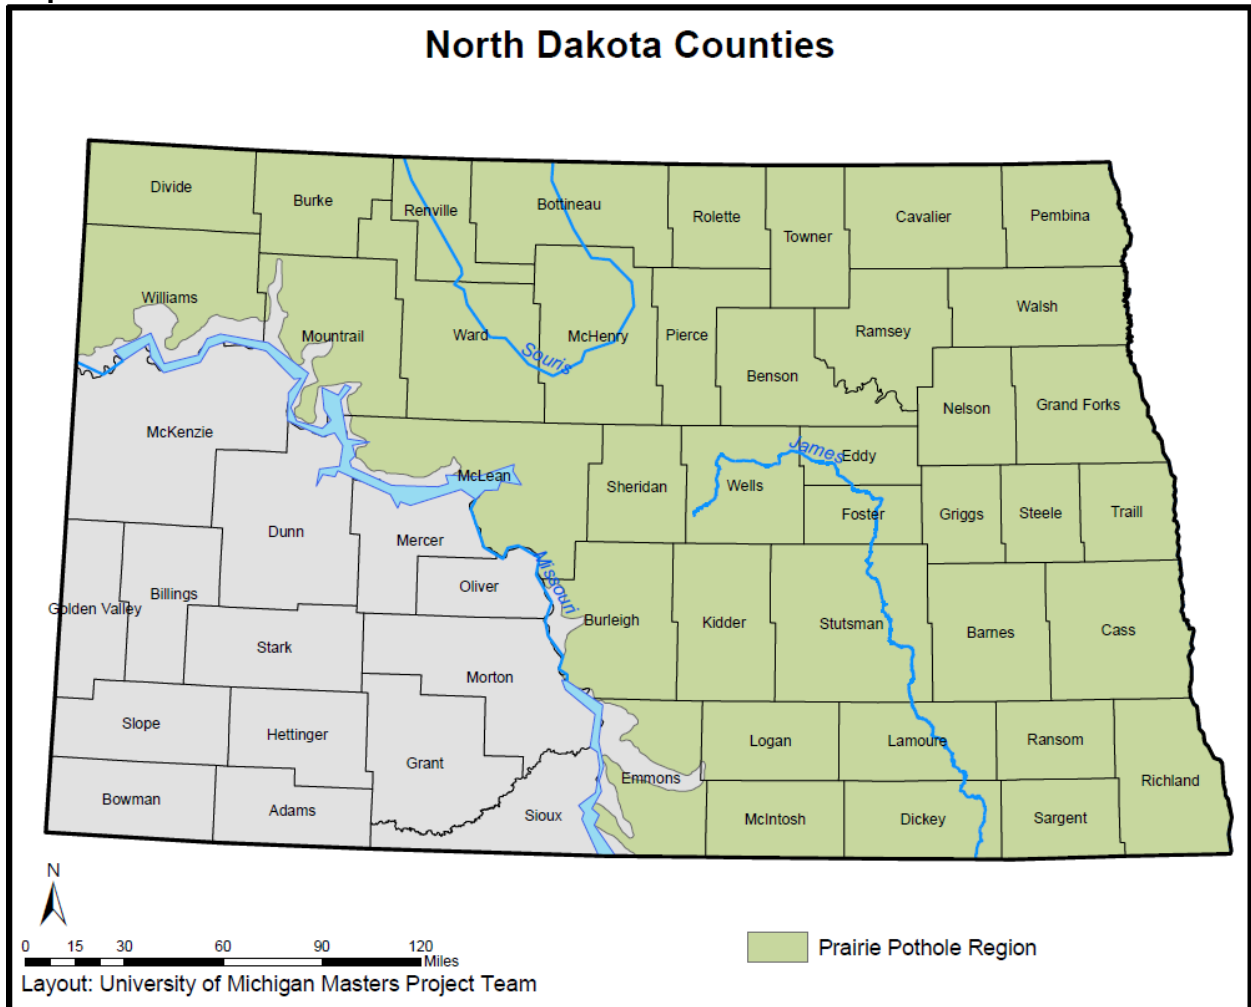 North Dakota Counties
Divide
Burke
Renville
Bottineau
Rolette
Towner
Cavalier
Pembina
Williams
Mountrail
Ward
Souris
McHenry
Pierce
Benson
Ramsey
Walsh
Nelson
Grand Forks
McKenzie
McLean
Sheridan
Wells
James
Eddy
Foster
Griggs
Steele
Traill
Dunn
Mercer
Oliver
Missouri
Golden Valley
Billings
Stark
Morton
Burleigh
Kidder
Stutsman
Barnes
Cass
Slope
Hettinger
Grant
Emmons
Logan
Lamoure
Ransom
Richland
Bowman
Adams
Sioux
McIntosh
Dickey
Sargent
N
0 15 30 60 90 120
Miles
Prairie Pothole Region
Layout: University of Michigan Masters Project Team